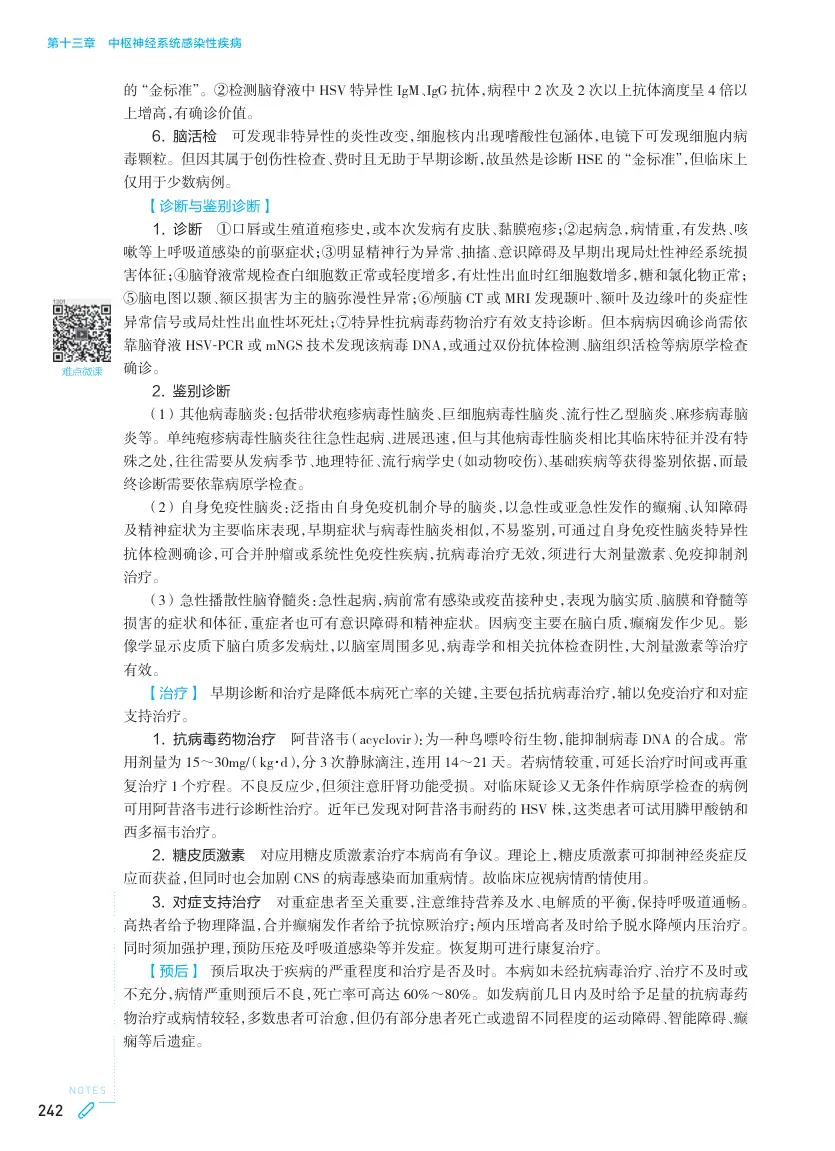 第十三章 中枢神经系统感染性疾病
的“金标准”。②检测脑脊液中 HSV 特异性 IgM、IgG 抗体,病程中 2 次及 2 次以上抗体滴度呈 4 倍以
上增高,有确诊价值。
6. 脑活检 可发现非特异性的炎性改变,细胞核内出现嗜酸性包涵体,电镜下可发现细胞内病
毒颗粒。但因其属于创伤性检查、费时且无助于早期诊断,故虽然是诊断 HSE 的“金标准”,但临床上
仅用于少数病例。
【诊断与鉴别诊断】
1. 诊断 ①口唇或生殖道疱疹史,或本次发病有皮肤、黏膜疱疹;②起病急,病情重,有发热、咳
嗽等上呼吸道感染的前驱症状;③明显精神行为异常、抽搐、意识障碍及早期出现局灶性神经系统损
害体征;④脑脊液常规检查白细胞数正常或轻度增多,有灶性出血时红细胞数增多,糖和氯化物正常;
⑤脑电图以颞、额区损害为主的脑弥漫性异常;⑥颅脑 CT 或 MRI 发现颞叶、额叶及边缘叶的炎症性
异常信号或局灶性出血性坏死灶;⑦特异性抗病毒药物治疗有效支持诊断。但本病病因确诊尚需依
靠脑脊液 HSV-PCR 或 mNGS 技术发现该病毒 DNA,或通过双份抗体检测、脑组织活检等病原学检查
确诊。
1301
难点微课
2. 鉴别诊断
（1）其他病毒脑炎:包括带状疱疹病毒性脑炎、巨细胞病毒性脑炎、流行性乙型脑炎、麻疹病毒脑
炎等。单纯疱疹病毒性脑炎往往急性起病、进展迅速,但与其他病毒性脑炎相比其临床特征并没有特
殊之处,往往需要从发病季节、地理特征、流行病学史(如动物咬伤)、基础疾病等获得鉴别依据,而最
终诊断需要依靠病原学检查。
（2）自身免疫性脑炎:泛指由自身免疫机制介导的脑炎,以急性或亚急性发作的癫痫、认知障碍
及精神症状为主要临床表现,早期症状与病毒性脑炎相似,不易鉴别,可通过自身免疫性脑炎特异性
抗体检测确诊,可合并肿瘤或系统性免疫性疾病,抗病毒治疗无效,须进行大剂量激素、免疫抑制剂
治疗。
（3）急性播散性脑脊髓炎:急性起病,病前常有感染或疫苗接种史,表现为脑实质、脑膜和脊髓等
损害的症状和体征,重症者也可有意识障碍和精神症状。因病变主要在脑白质,癫痫发作少见。影
像学显示皮质下脑白质多发病灶,以脑室周围多见,病毒学和相关抗体检查阴性,大剂量激素等治疗
有效。
【治疗】 早期诊断和治疗是降低本病死亡率的关键,主要包括抗病毒治疗,辅以免疫治疗和对症
支持治疗。
1. 抗病毒药物治疗 阿昔洛韦(acyclovir):为一种鸟嘌呤衍生物,能抑制病毒 DNA 的合成。常
用剂量为 15～30mg/(kg·d),分 3 次静脉滴注,连用 14～21 天。若病情较重,可延长治疗时间或再重
复治疗 1 个疗程。不良反应少,但须注意肝肾功能受损。对临床疑诊又无条件作病原学检查的病例
可用阿昔洛韦进行诊断性治疗。近年已发现对阿昔洛韦耐药的 HSV 株,这类患者可试用膦甲酸钠和
西多福韦治疗。
2. 糖皮质激素 对应用糖皮质激素治疗本病尚有争议。理论上,糖皮质激素可抑制神经炎症反
应而获益,但同时也会加剧 CNS 的病毒感染而加重病情。故临床应视病情酌情使用。
3. 对症支持治疗 对重症患者至关重要,注意维持营养及水、电解质的平衡,保持呼吸道通畅。
高热者给予物理降温,合并癫痫发作者给予抗惊厥治疗;颅内压增高者及时给予脱水降颅内压治疗。
同时须加强护理,预防压疮及呼吸道感染等并发症。恢复期可进行康复治疗。
【预后】 预后取决于疾病的严重程度和治疗是否及时。本病如未经抗病毒治疗、治疗不及时或
不充分,病情严重则预后不良,死亡率可高达 60%～80%。如发病前几日内及时给予足量的抗病毒药
物治疗或病情较轻,多数患者可治愈,但仍有部分患者死亡或遗留不同程度的运动障碍、智能障碍、癫
痫等后遗症。
NOTES
242